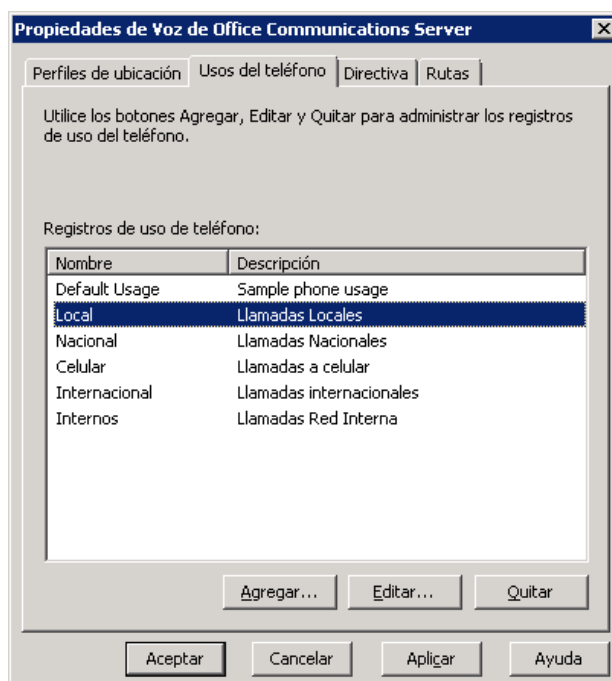 Propiedades de Voz de Office Communications Server
Perfiles de ubicación Usos del teléfono Directiva Rutas
Utilice los botones Agregar, Editar y Quitar para administrar los registros
de uso del teléfono.
Registros de uso de teléfono:
Nombre Descripción
Default Usage Sample phone usage
Local Llamadas Locales
Nacional Llamadas Nacionales
Celular Llamadas a celular
Internacional Llamadas internacionales
Internos Llamadas Red Interna
Agregar... Editar... Quitar
Aceptar Cancelar Aplicar Ayuda